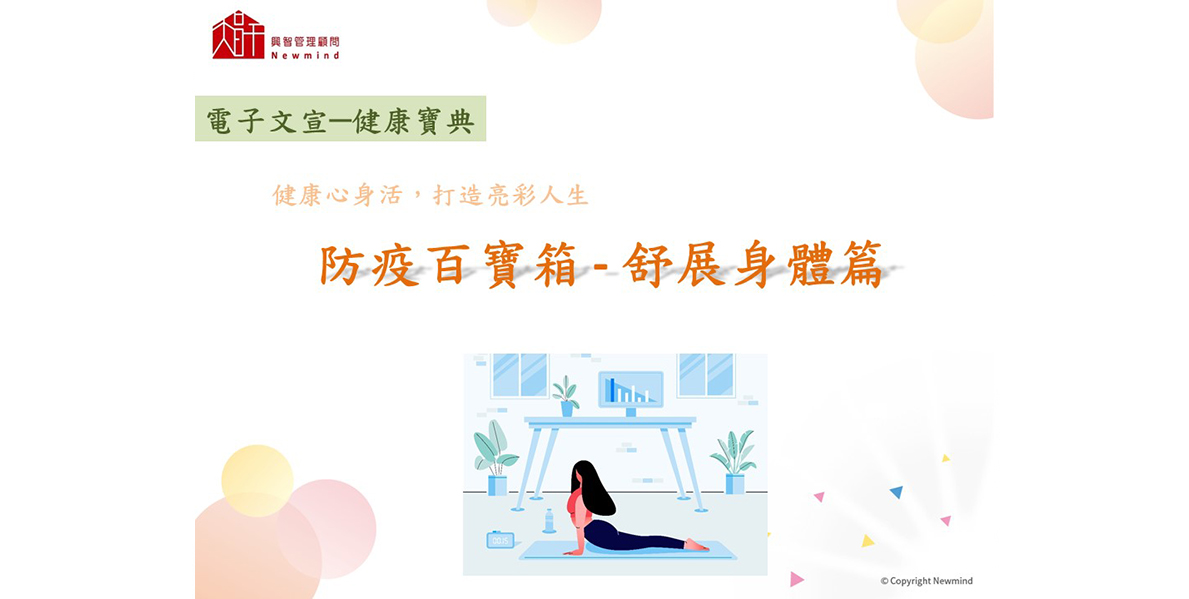 興智管理顧問
Newmind
電子文宣─健康寶典
健康心身活，打造亮彩人生
防疫百寶箱-舒展身體篇
00:15
© Copyright Newmind